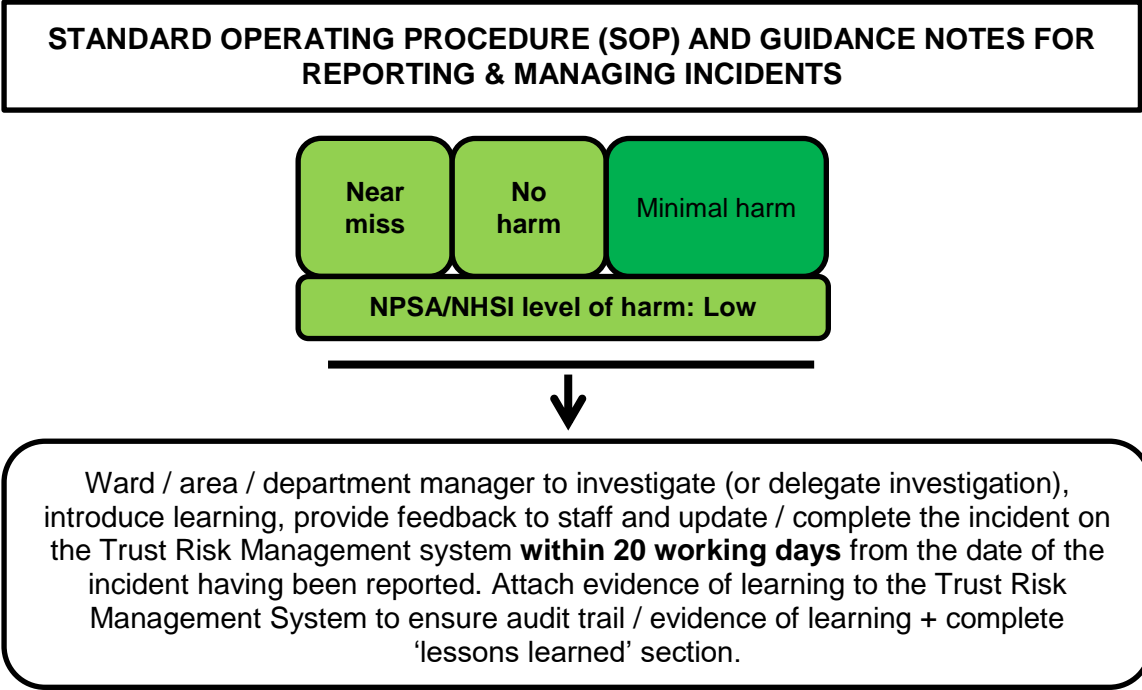 STANDARD OPERATING PROCEDURE (SOP) AND GUIDANCE NOTES FOR
REPORTING & MANAGING INCIDENTS
Near
miss
No
harm
Minimal harm
NPSA/NHSI level of harm: Low
Ward / area / department manager to investigate (or delegate investigation),
introduce learning, provide feedback to staff and update / complete the incident on
the Trust Risk Management system within 20 working days from the date of the
incident having been reported. Attach evidence of learning to the Trust Risk
Management System to ensure audit trail / evidence of learning + complete
‘lessons learned’ section.